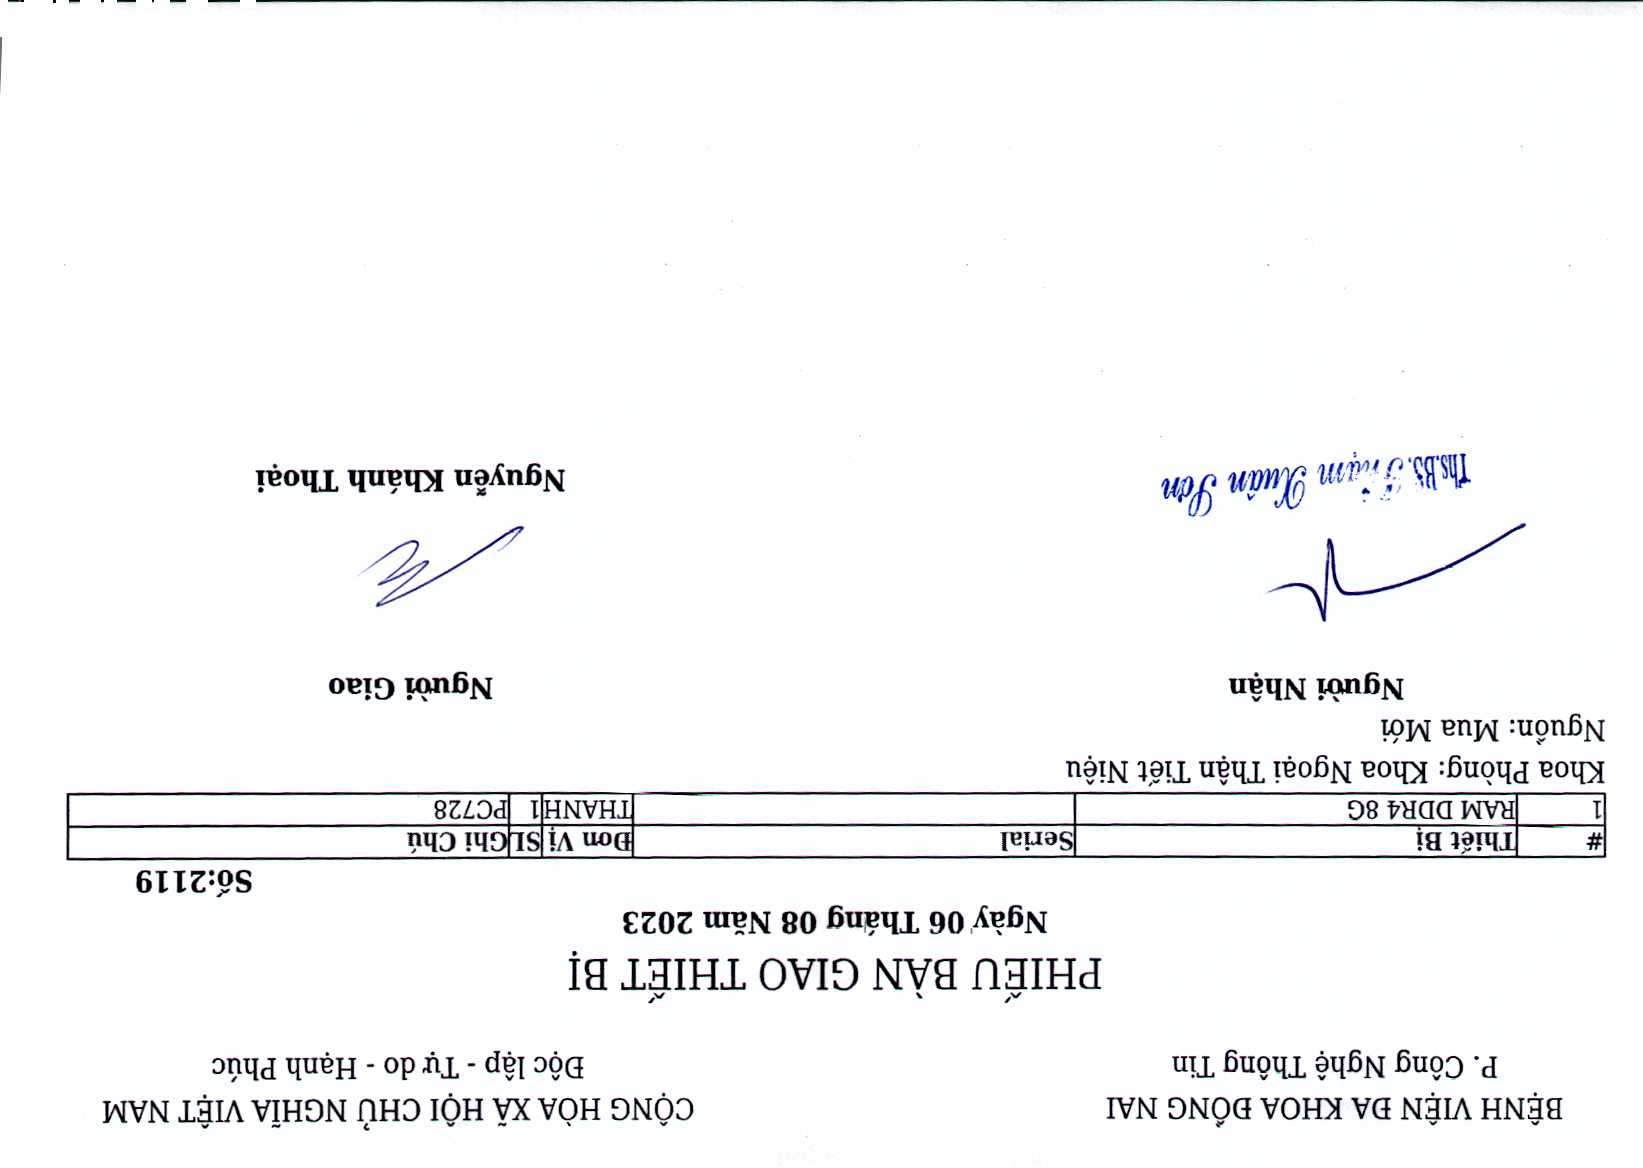 BỆNH VIỆN ĐA KHOA ĐỒNG NAI
P. Công Nghệ Thông Tin
CỘNG HÒA XÃ HỘI CHỦ NGHĨA VIỆT NAM
Độc lập - Tự do - Hạnh Phúc
PHIẾU BÀN GIAO THIẾT BỊ
Ngày 06 Tháng 08 Năm 2023
Số:2119
# Thiết Bị Serial Đơn Vị SL Ghi Chú
1 RAM DDR4 8G THANH 1 PC728
Khoa Phòng: Khoa Ngoại Thận Tiết Niệu
Nguồn: Mua Mới
Người Nhận
Người Giao
Ths.BS. Phạm Xuân Sơn
Nguyễn Khánh Thoại